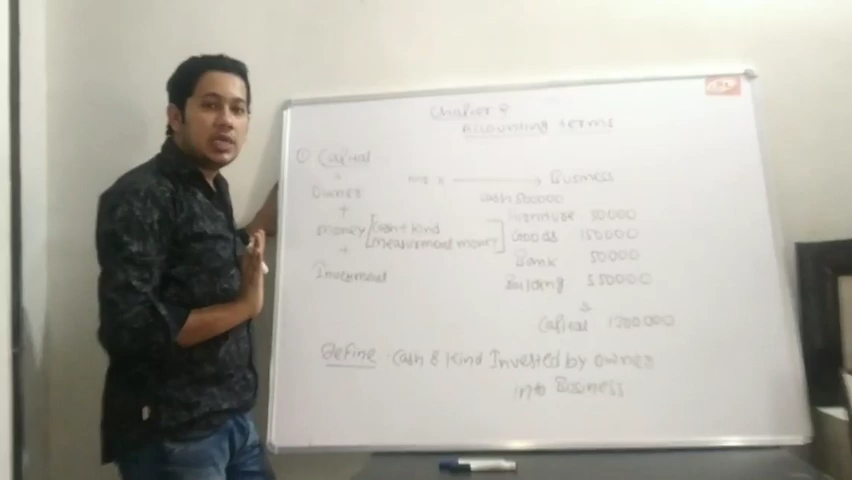 Chapter 2
Accounting terms
① Capital
Owner
+
Money [Cash + Kind
Measurement money]
+
Investment
→ Business
Cash 500000
Furniture 50000
Goods 150000
Bank 50000
Building 550000
Capital 1300000
Define - Cash & Kind Invested by owner
into Business